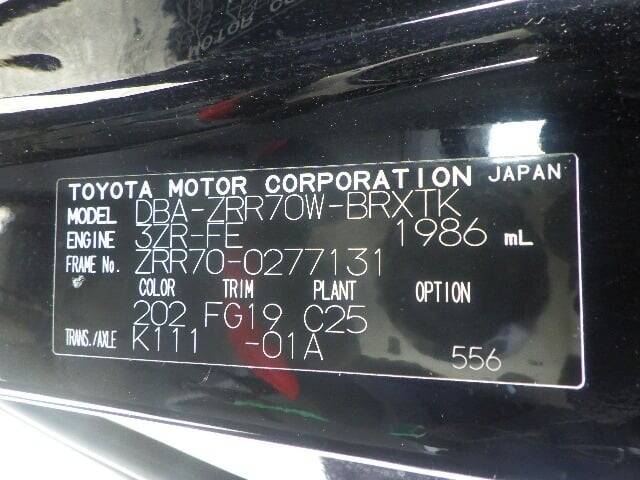 TOYOTA MOTOR CORPORATION JAPAN
MODEL DBA-ZRR70W-BRXTK
ENGINE 3ZR-FE 1986 mL
FRAME No. ZRR70-0277131
COLOR TRIM PLANT OPTION
202 FG19 C25
TRANS./AXLE K111 -01A
556